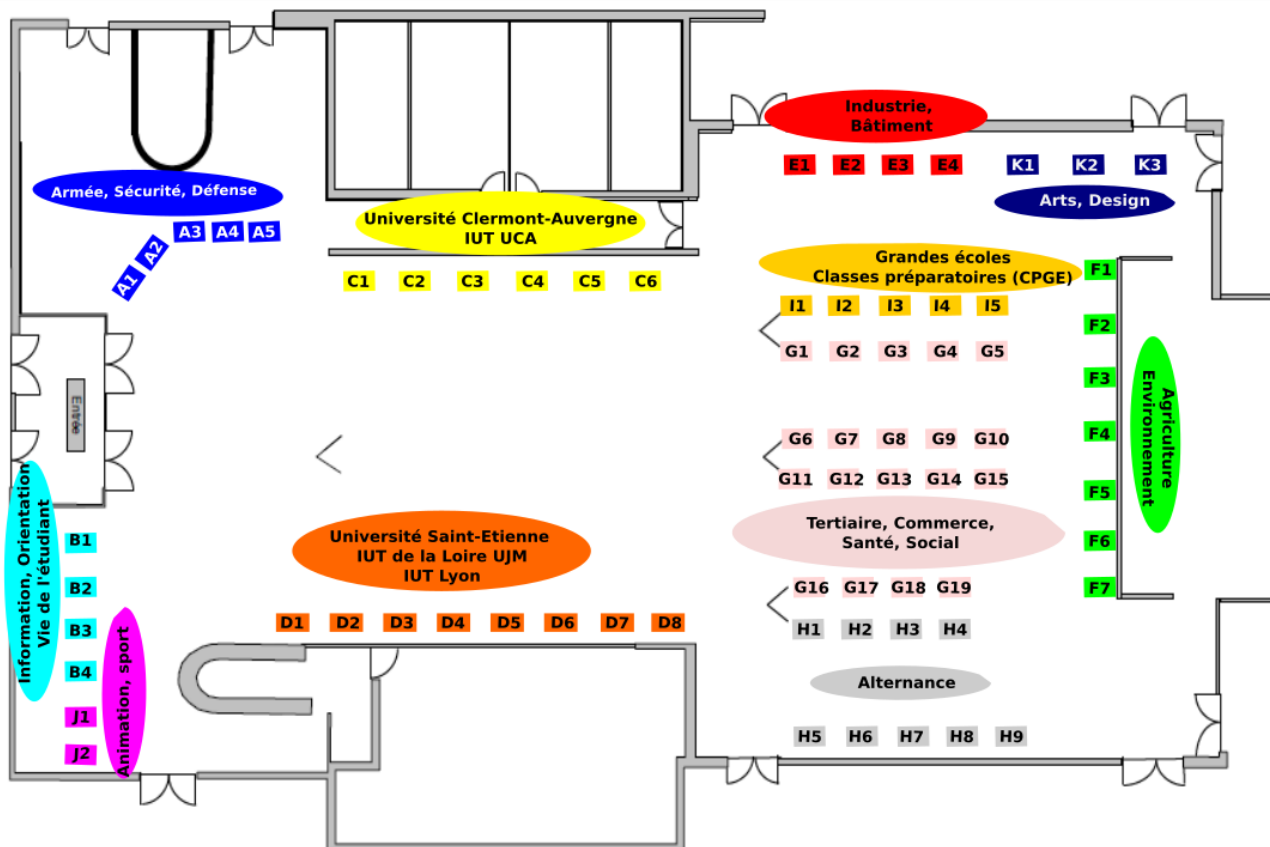 Industrie,
Bâtiment
E1 E2 E3 E4 K1 K2 K3
Arts, Design
Armée, Sécurité, Défense
A1 A2 A3 A4 A5
Université Clermont-Auvergne
IUT UCA
C1 C2 C3 C4 C5 C6
Grandes écoles
Classes préparatoires (CPGE)
I1 I2 I3 I4 I5
G1 G2 G3 G4 G5
G6 G7 G8 G9 G10
G11 G12 G13 G14 G15
Tertiaire, Commerce,
Santé, Social
G16 G17 G18 G19
H1 H2 H3 H4
Alternance
H5 H6 H7 H8 H9
F1
F2
F3
F4
F5
F6
F7
Agriculture
Environnement
Entrée
Information, Orientation
Vie de l'étudiant
B1
B2
B3
B4
J1
J2
Animation, sport
Université Saint-Etienne
IUT de la Loire UJM
IUT Lyon
D1 D2 D3 D4 D5 D6 D7 D8